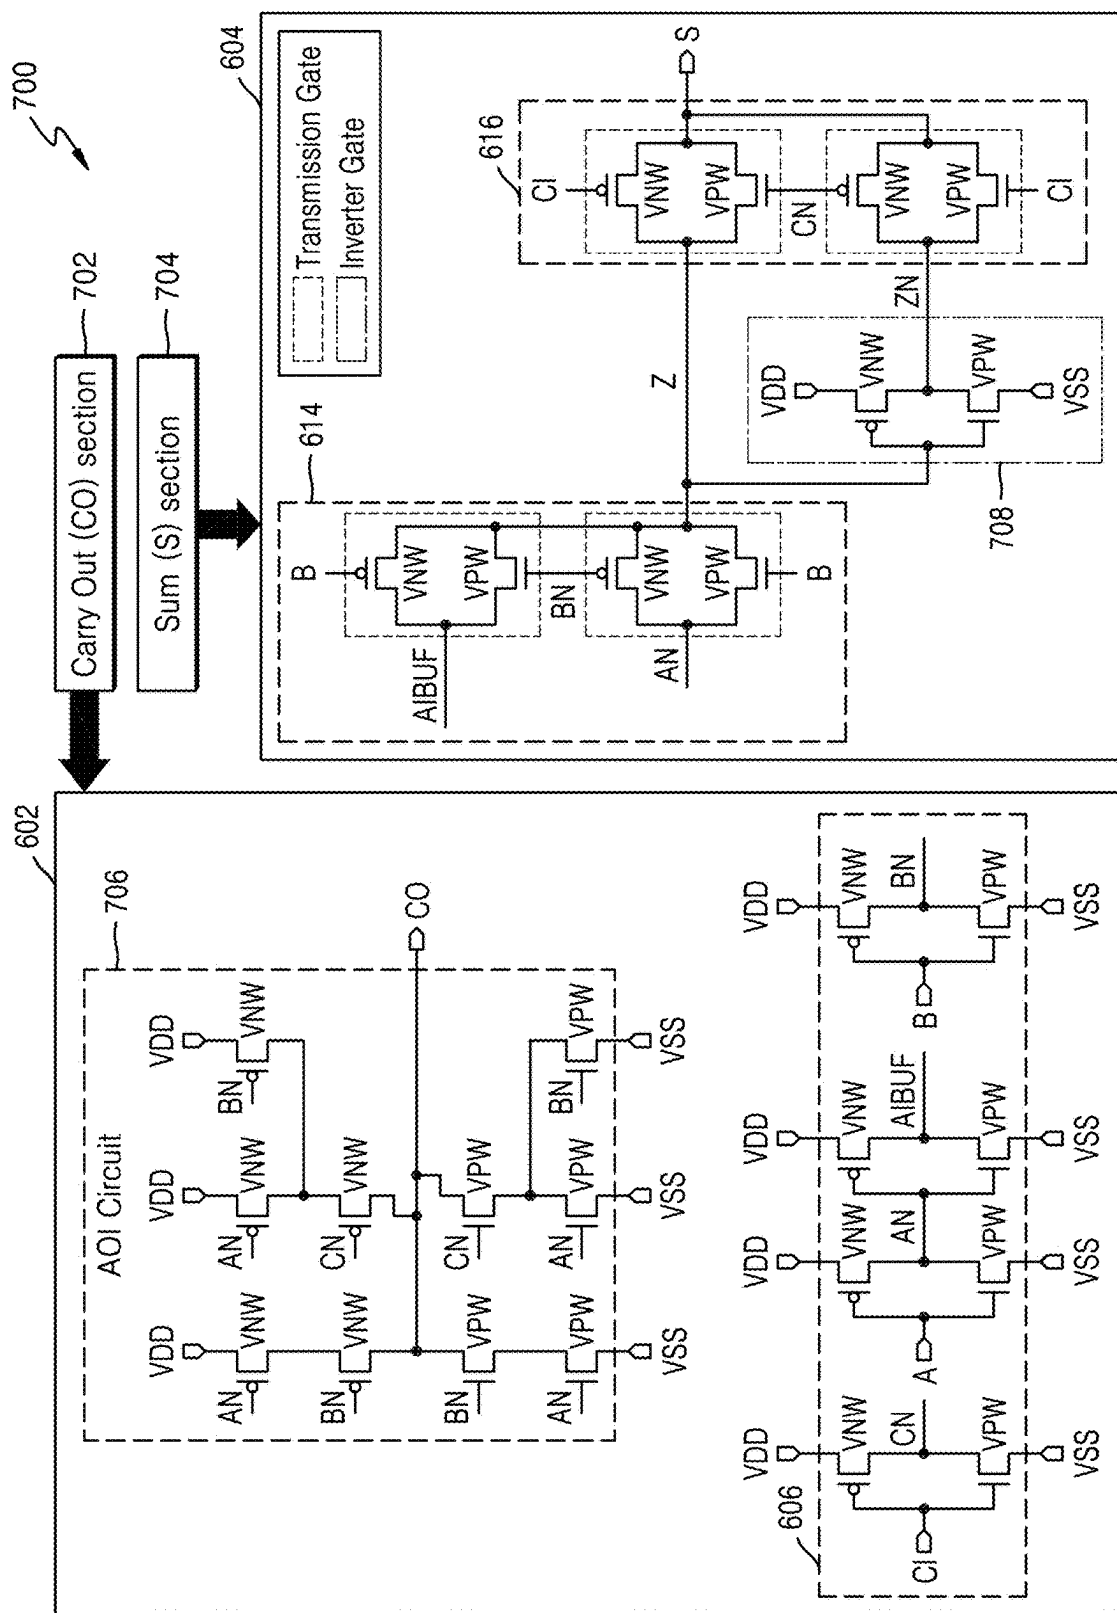 700
Carry Out (CO) section
702
Sum (S) section
704
602
706
AOI Circuit
VDD
VDD
VDD
AN
VNW
AN
VNW
BN
VNW
BN
VNW
CN
VNW
CO
BN
VPW
CN
VPW
AN
VPW
AN
VPW
BN
VPW
VSS
VSS
VSS
606
VDD
VDD
VDD
VDD
VNW
VNW
VNW
VNW
CI
CN
A
AN
AIBUF
B
BN
VPW
VPW
VPW
VPW
VSS
VSS
VSS
VSS
604
Transmission Gate
Inverter Gate
614
B
VNW
VPW
AIBUF
BN
VNW
VPW
AN
B
Z
616
CI
VNW
VPW
S
CN
VNW
VPW
CI
ZN
VDD
VNW
VPW
VSS
708